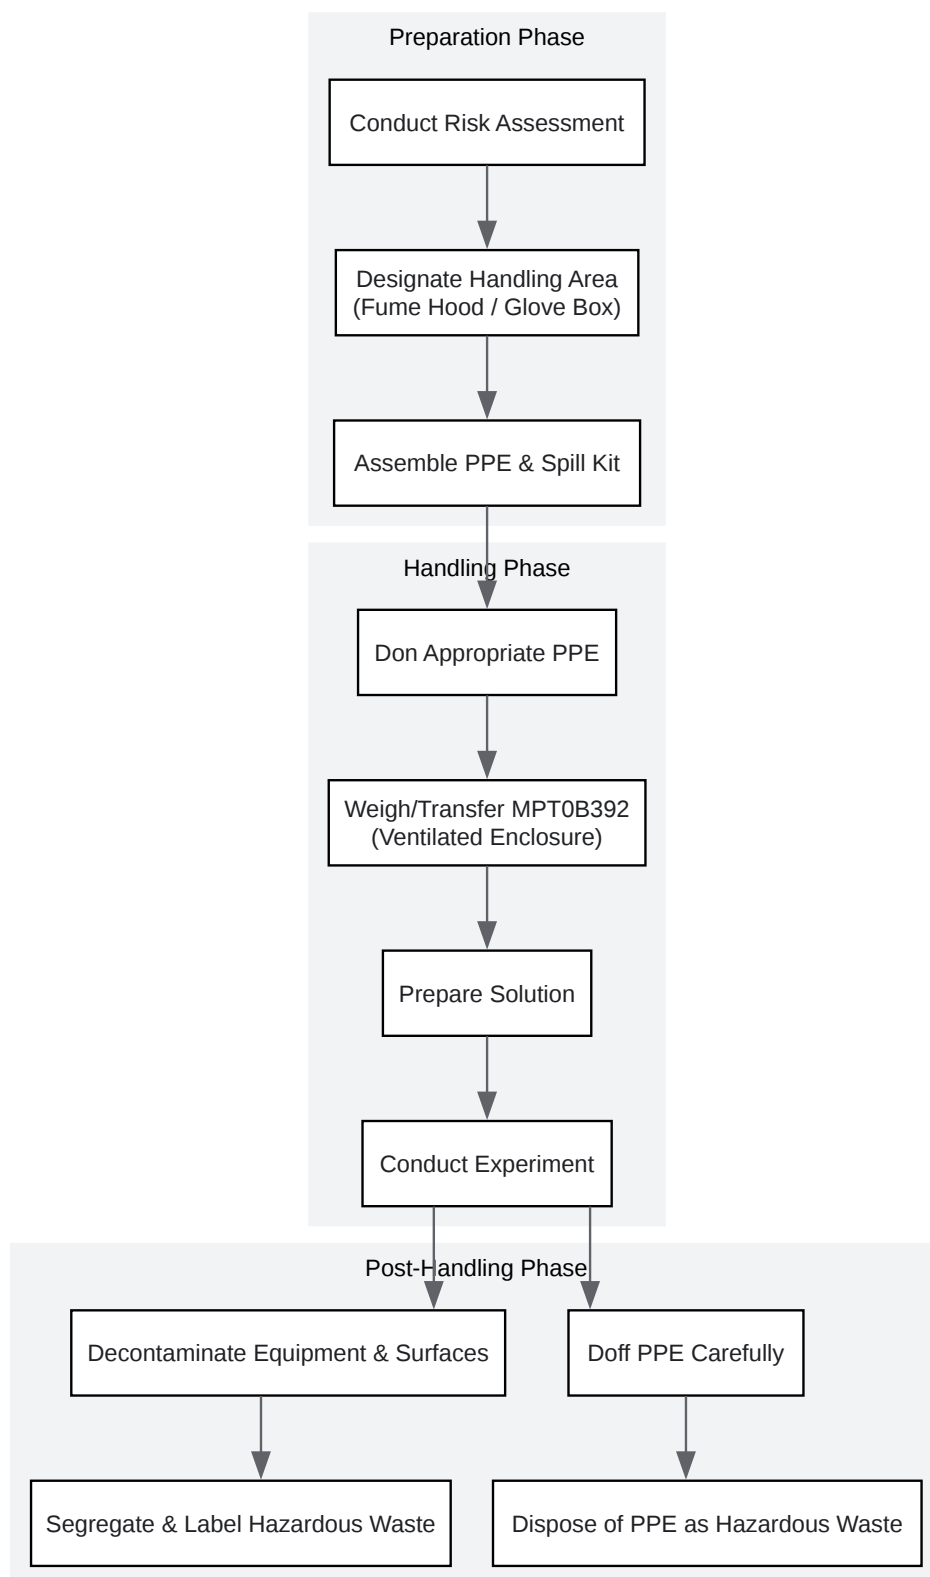 Preparation Phase
Conduct Risk Assessment
Designate Handling Area
(Fume Hood / Glove Box)
Assemble PPE & Spill Kit
Handling Phase
Don Appropriate PPE
Weigh/Transfer MPT0B392
(Ventilated Enclosure)
Prepare Solution
Conduct Experiment
Post-Handling Phase
Decontaminate Equipment & Surfaces
Doff PPE Carefully
Segregate & Label Hazardous Waste
Dispose of PPE as Hazardous Waste